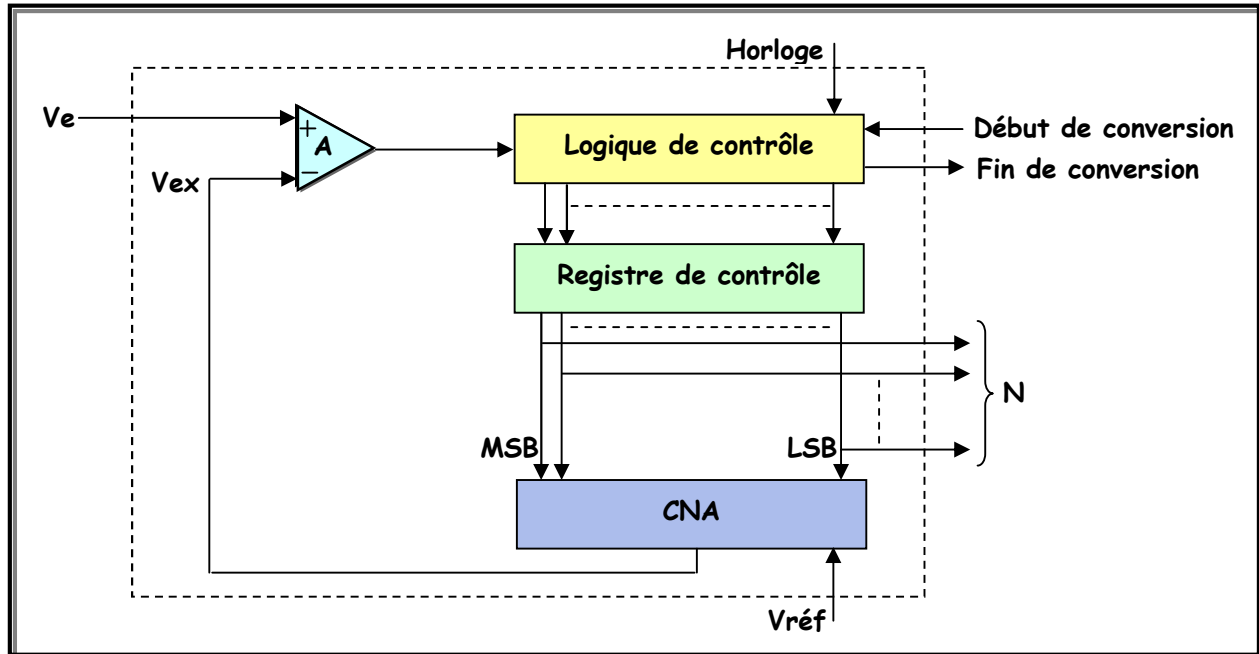 Horloge
Ve
+
A
−
Vex
Logique de contrôle
Début de conversion
Fin de conversion
Registre de contrôle
N
MSB
LSB
CNA
Vréf